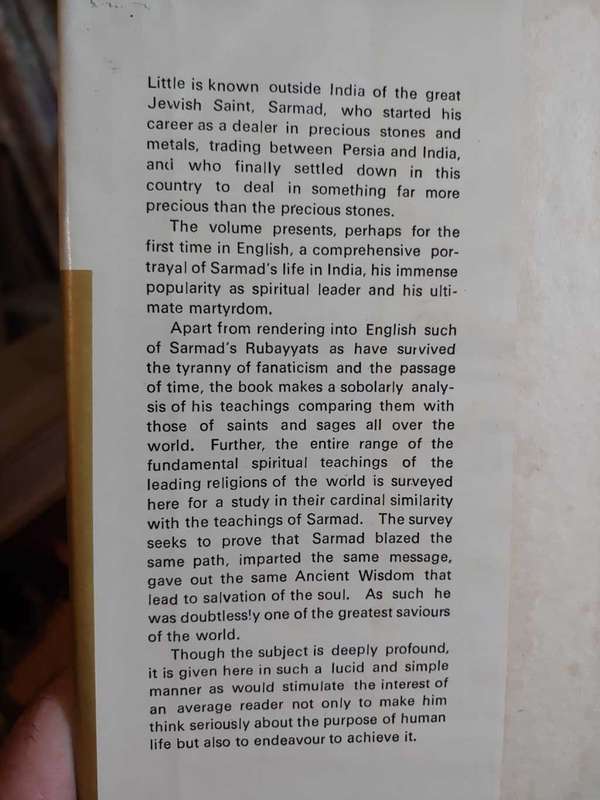 Little is known outside India of the great
Jewish Saint, Sarmad, who started his
career as a dealer in precious stones and
metals, trading between Persia and India,
and who finally settled down in this
country to deal in something far more
precious than the precious stones.
The volume presents, perhaps for the
first time in English, a comprehensive por-
trayal of Sarmad's life in India, his immense
popularity as spiritual leader and his ulti-
mate martyrdom.
Apart from rendering into English such
of Sarmad's Rubayyats as have survived
the tyranny of fanaticism and the passage
of time, the book makes a sobolarly analy-
sis of his teachings comparing them with
those of saints and sages all over the
world. Further, the entire range of the
fundamental spiritual teachings of the
leading religions of the world is surveyed
here for a study in their cardinal similarity
with the teachings of Sarmad. The survey
seeks to prove that Sarmad blazed the
same path, imparted the same message,
gave out the same Ancient Wisdom that
lead to salvation of the soul. As such he
was doubtless!y one of the greatest saviours
of the world.
Though the subject is deeply profound,
it is given here in such a lucid and simple
manner as would stimulate the interest of
an average reader not only to make him
think seriously about the purpose of human
life but also to endeavour to achieve it.